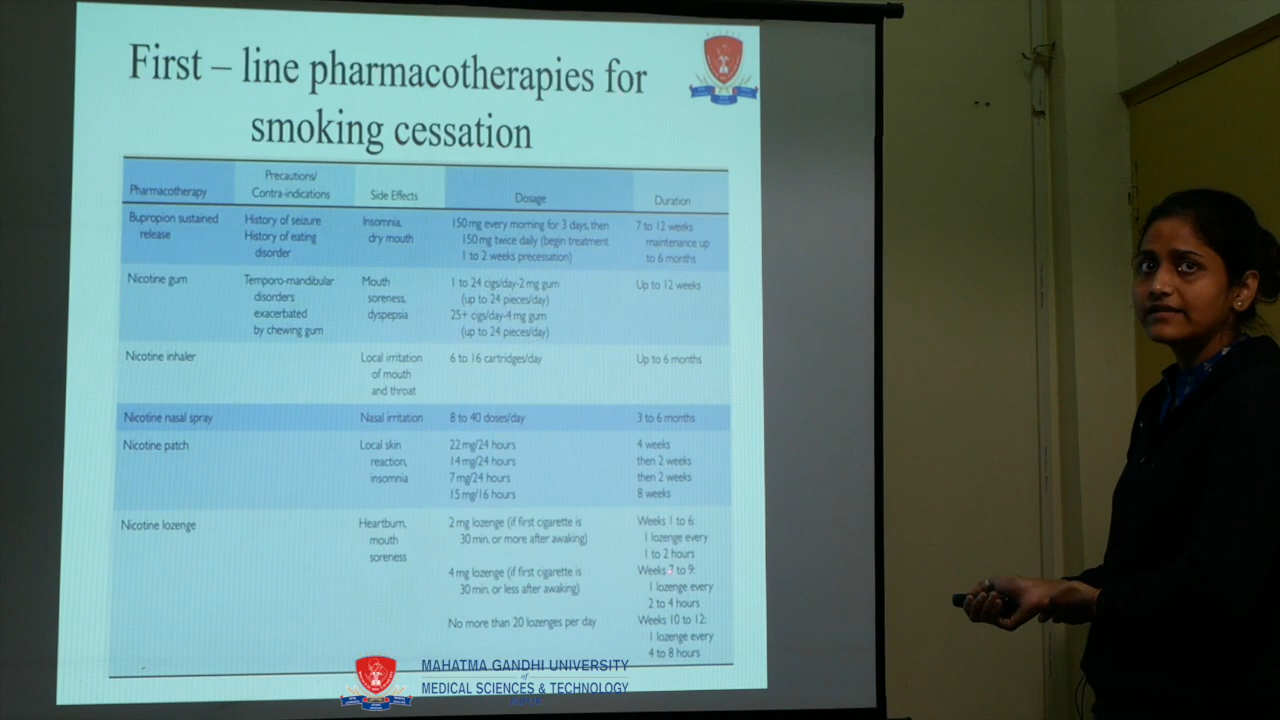 First – line pharmacotherapies for
smoking cessation
Pharmacotherapy
Precautions/
Contra-indications
Side Effects
Dosage
Duration
Bupropion sustained
release
History of seizure
History of eating
disorder
Insomnia,
dry mouth
150 mg every morning for 3 days, then
150 mg twice daily (begin treatment
1 to 2 weeks precessation)
7 to 12 weeks
maintenance up
to 6 months
Nicotine gum
Temporo-mandibular
disorders
exacerbated
by chewing gum
Mouth
soreness,
dyspepsia
1 to 24 cigs/day-2 mg gum
(up to 24 pieces/day)
25+ cigs/day-4 mg gum
(up to 24 pieces/day)
Up to 12 weeks
Nicotine inhaler
Local irritation
of mouth
and throat
6 to 16 cartridges/day
Up to 6 months
Nicotine nasal spray
Nasal irritation
8 to 40 doses/day
3 to 6 months
Nicotine patch
Local skin
reaction,
insomnia
22 mg/24 hours
14 mg/24 hours
7 mg/24 hours
15 mg/16 hours
4 weeks
then 2 weeks
then 2 weeks
8 weeks
Nicotine lozenge
Heartburn,
mouth
soreness
2 mg lozenge (if first cigarette is
30 min. or more after awaking)
4 mg lozenge (if first cigarette is
30 min. or less after awaking)
No more than 20 lozenges per day
Weeks 1 to 6:
1 lozenge every
1 to 2 hours
Weeks 7 to 9:
1 lozenge every
2 to 4 hours
Weeks 10 to 12:
1 lozenge every
4 to 8 hours
MAHATMA GANDHI UNIVERSITY
of
MEDICAL SCIENCES & TECHNOLOGY